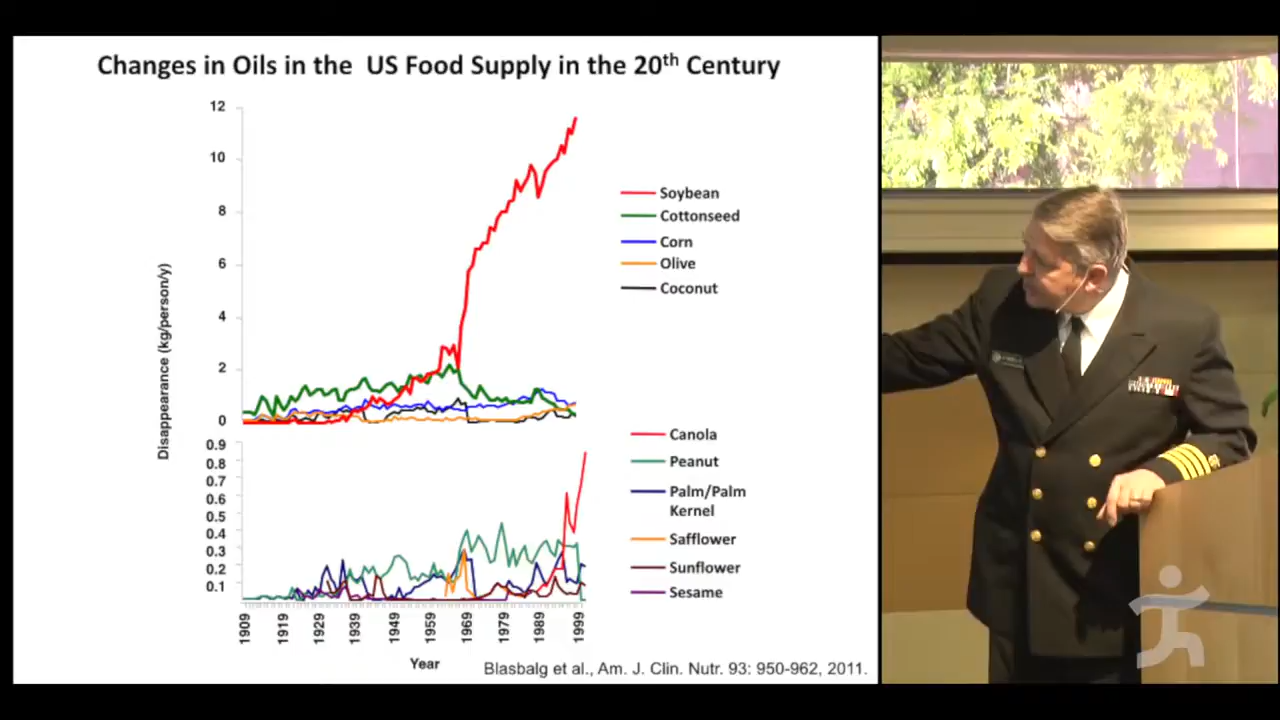 Changes in Oils in the US Food Supply in the 20th Century
12
10
8
6
4
2
0
Disappearance (kg/person/y)
Soybean
Cottonseed
Corn
Olive
Coconut
0.9
0.8
0.7
0.6
0.5
0.4
0.3
0.2
0.1
Canola
Peanut
Palm/Palm
Kernel
Safflower
Sunflower
Sesame
1909
1919
1929
1939
1949
1959
1969
1979
1989
1999
Year
Blasbalg et al., Am. J. Clin. Nutr. 93: 950-962, 2011.